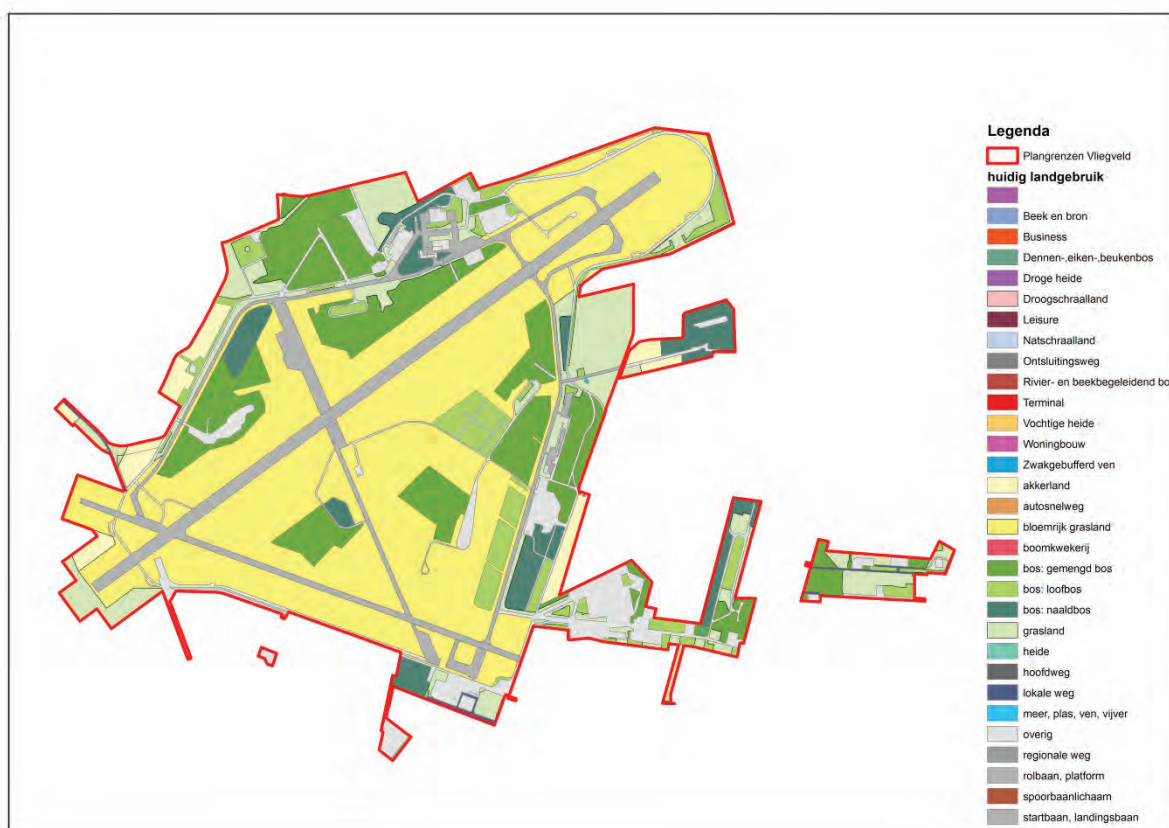 Legenda
Plangrenzen Vliegveld
huidig landgebruik
Beek en bron
Business
Dennen-,eiken-,beukenbos
Droge heide
Droogschraalland
Leisure
Natschraalland
Ontsluitingsweg
Rivier- en beekbegeleidend bo
Terminal
Vochtige heide
Woningbouw
Zwakgebufferd ven
akkerland
autosnelweg
bloemrijk grasland
boomkwekerij
bos: gemengd bos
bos: loofbos
bos: naaldbos
grasland
heide
hoofdweg
lokale weg
meer, plas, ven, vijver
overig
regionale weg
rolbaan, platform
spoorbaanlichaam
startbaan, landingsbaan